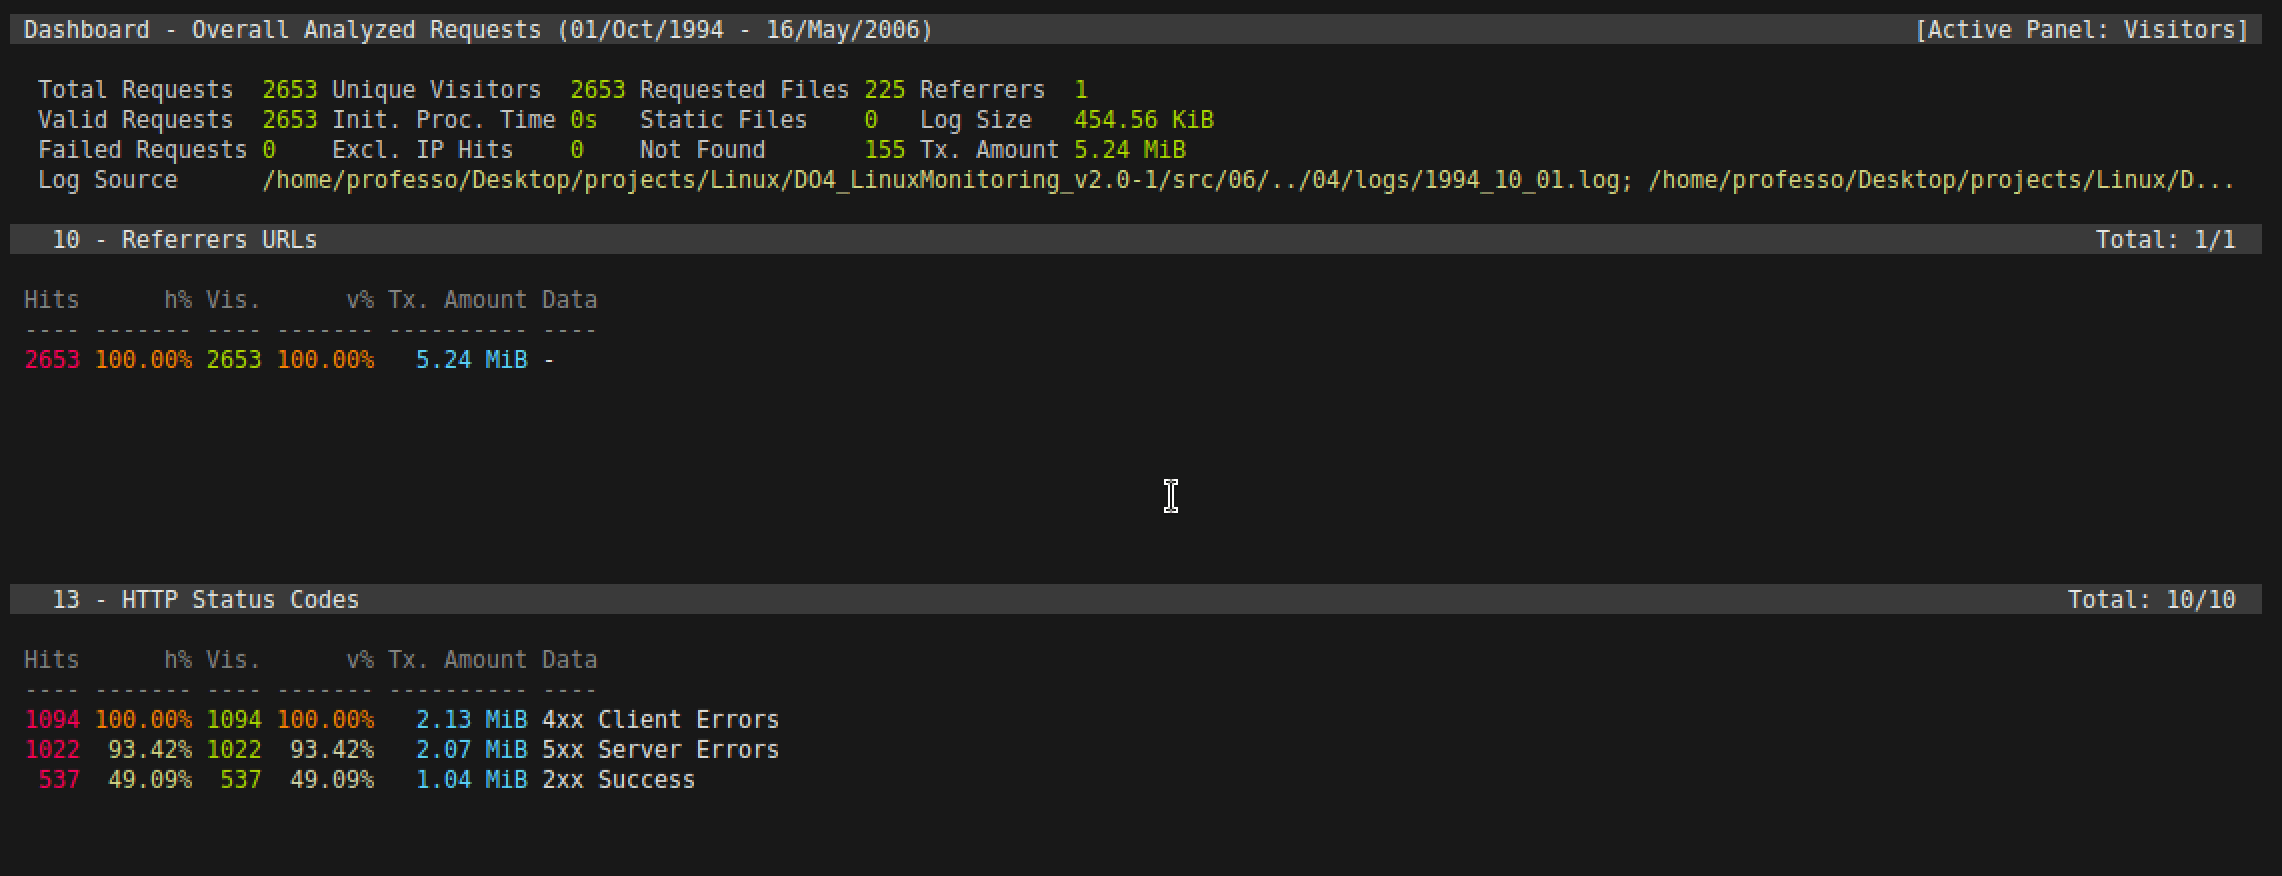 Dashboard - Overall Analyzed Requests (01/Oct/1994 - 16/May/2006) [Active Panel: Visitors]
Total Requests 2653 Unique Visitors 2653 Requested Files 225 Referrers 1
Valid Requests 2653 Init. Proc. Time 0s Static Files 0 Log Size 454.56 KiB
Failed Requests 0 Excl. IP Hits 0 Not Found 155 Tx. Amount 5.24 MiB
Log Source /home/professo/Desktop/projects/Linux/DO4_LinuxMonitoring_v2.0-1/src/06/../04/logs/1994_10_01.log; /home/professo/Desktop/projects/Linux/D...
10 - Referrers URLs Total: 1/1
Hits h% Vis. v% Tx. Amount Data
---- ------- ---- ------- ---------- ----
2653 100.00% 2653 100.00% 5.24 MiB -
13 - HTTP Status Codes Total: 10/10
Hits h% Vis. v% Tx. Amount Data
---- ------- ---- ------- ---------- ----
1094 100.00% 1094 100.00% 2.13 MiB 4xx Client Errors
1022 93.42% 1022 93.42% 2.07 MiB 5xx Server Errors
537 49.09% 537 49.09% 1.04 MiB 2xx Success